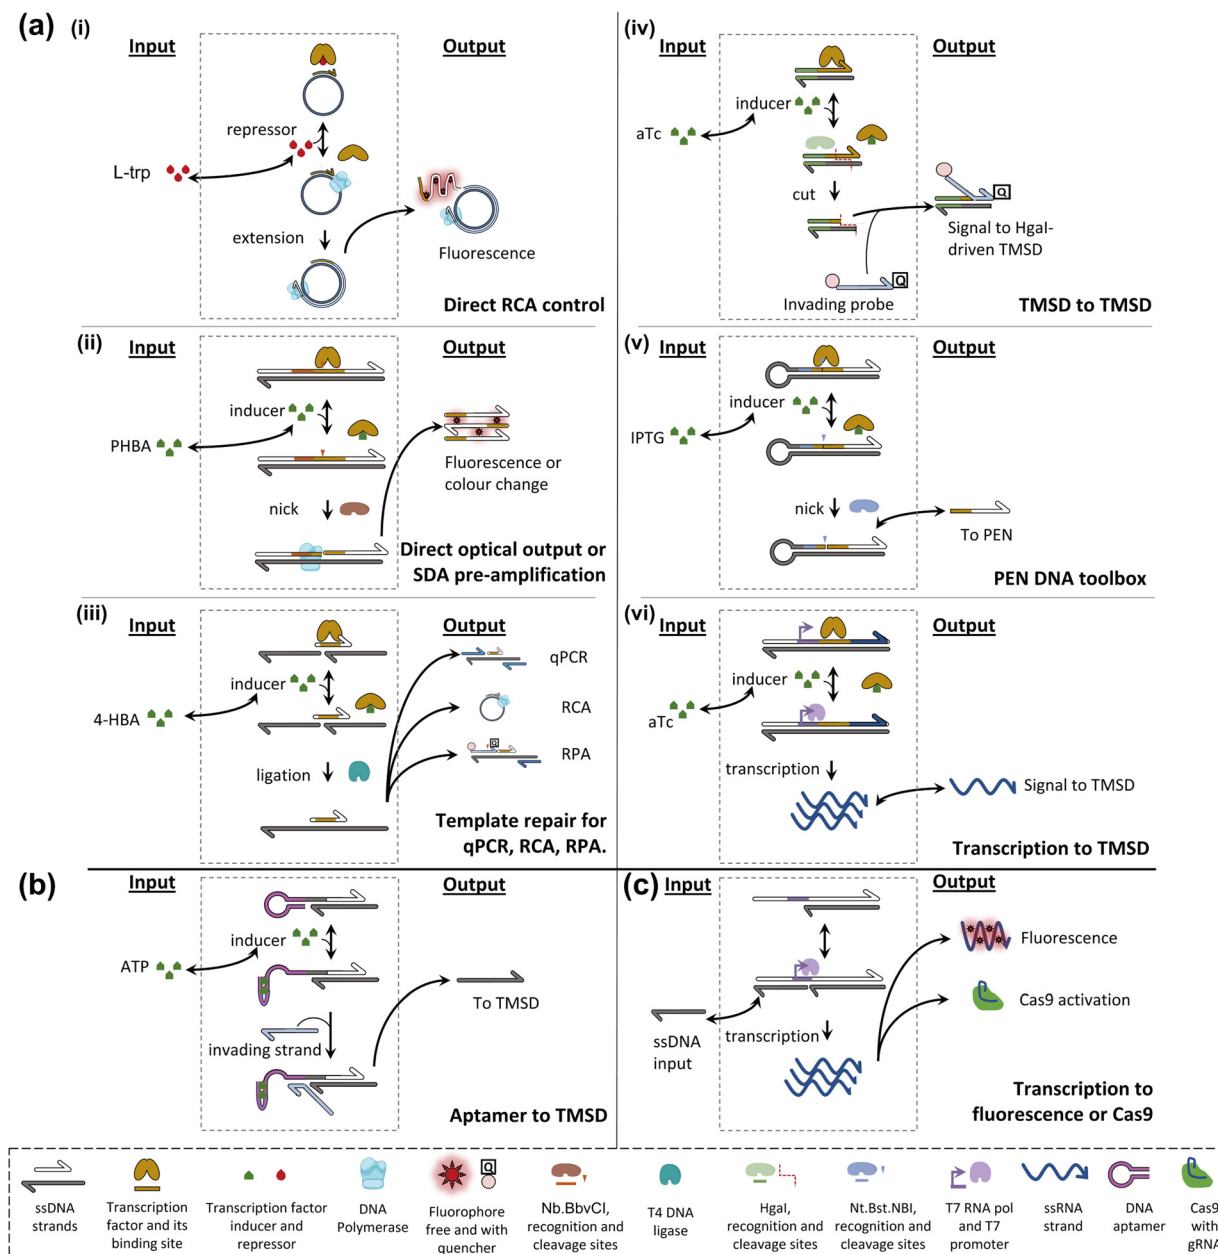 (a)
(i)
Input
Output
repressor
L-trp
extension
Fluorescence
Direct RCA control
(ii)
Input
Output
inducer
PHBA
Fluorescence or
colour change
nick
Direct optical output or
SDA pre-amplification
(iii)
Input
Output
qPCR
inducer
4-HBA
RCA
Q
RPA
ligation
Template repair for
qPCR, RCA, RPA.
(iv)
Input
Output
inducer
aTc
cut
Q
Signal to HgaI-
driven TMSD
Q
Invading probe
TMSD to TMSD
(v)
Input
Output
inducer
IPTG
nick
To PEN
PEN DNA toolbox
(vi)
Input
Output
inducer
aTc
transcription
Signal to TMSD
Transcription to TMSD
(b)
Input
Output
inducer
ATP
To TMSD
invading strand
Aptamer to TMSD
(c)
Input
Output
Fluorescence
Cas9 activation
ssDNA
input
transcription
Transcription to
fluorescence or Cas9
ssDNA
strands
Transcription
factor and its
binding site
Transcription factor
inducer and
repressor
DNA
Polymerase
Q
Fluorophore
free and with
quencher
Nb.BbvCI,
recognition and
cleavage sites
T4 DNA
ligase
HgaI,
recognition and
cleavage sites
Nt.Bst.NBI,
recognition and
cleavage sites
T7 RNA pol
and T7
promoter
ssRNA
strand
DNA
aptamer
Cas9
with
gRNA